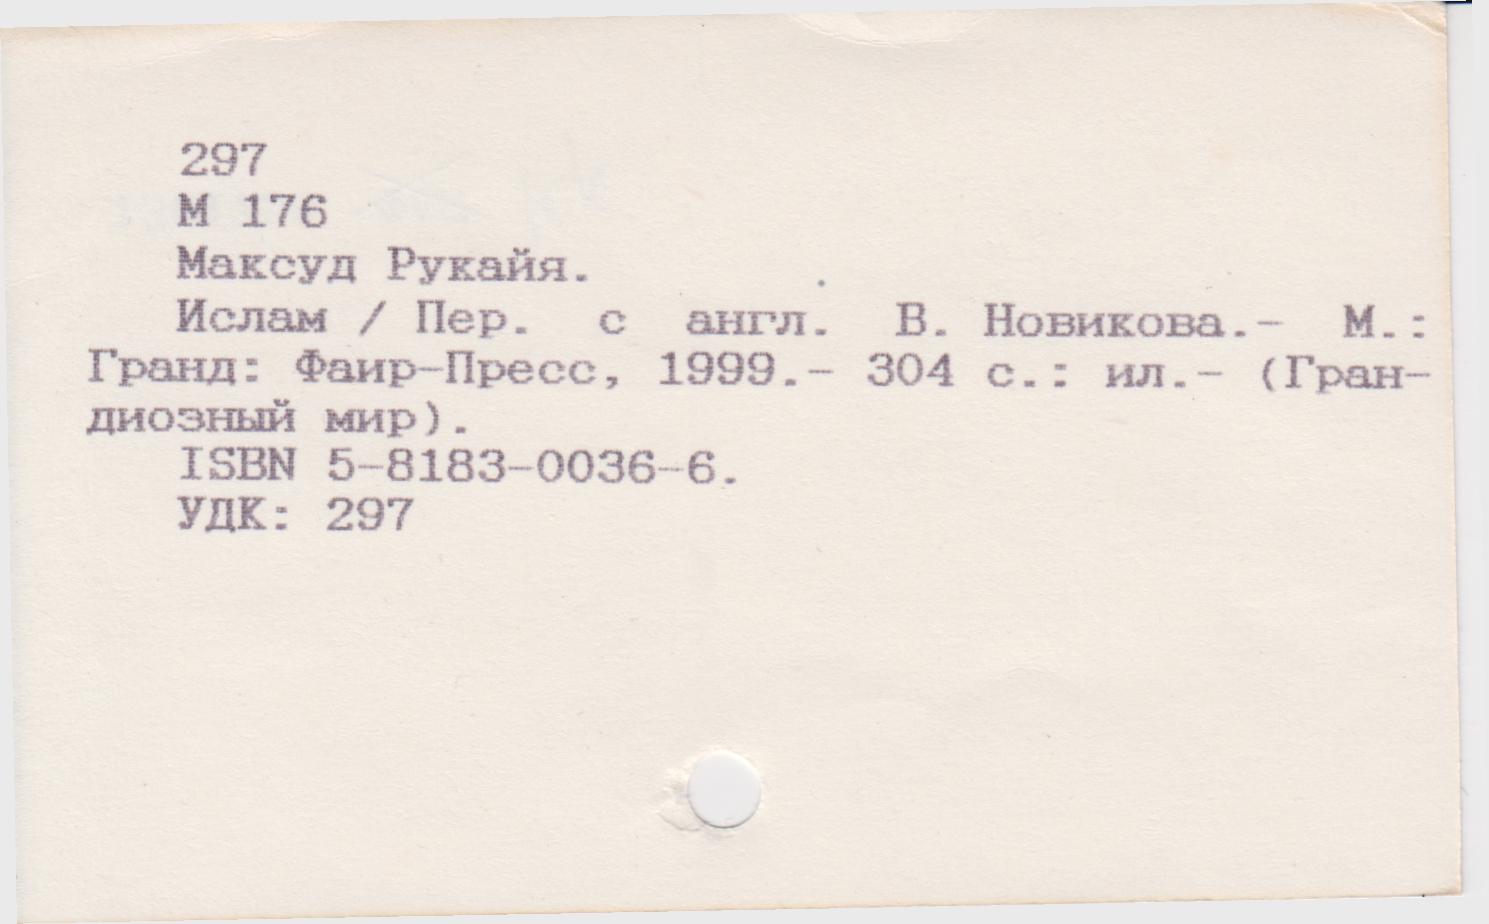 297
М 176
Максуд Рукайя.
Ислам / Пер. с англ. В. Новикова.- М.:
Гранд: Фаир-Пресс, 1999.- 304 с.: ил.- (Гран-
диозный мир).
ISBN 5-8183-0036-6.
УДК: 297